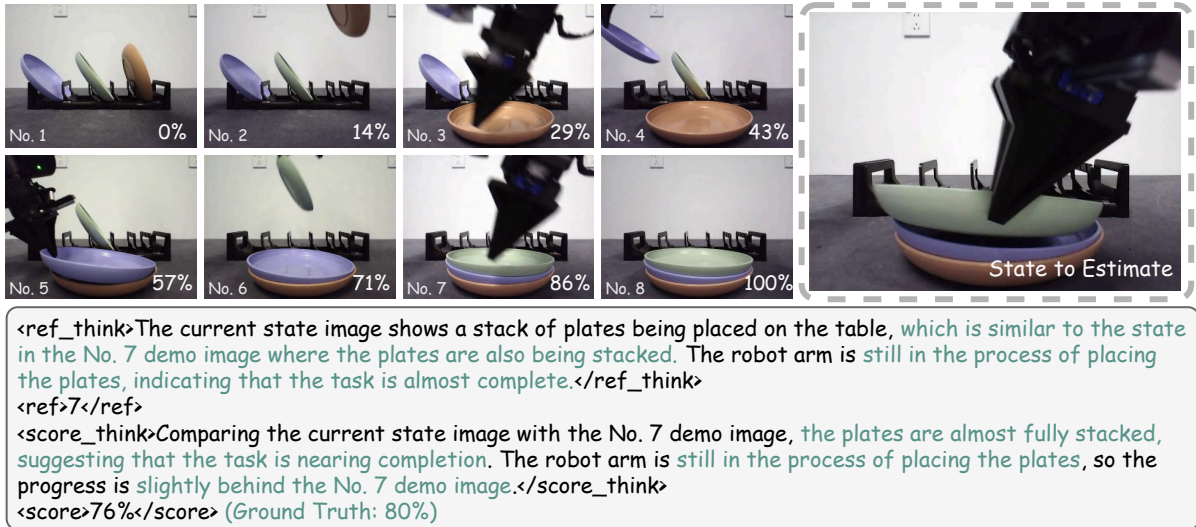 No. 1
0%
No. 2
14%
No. 3
29%
No. 4
43%
No. 5
57%
No. 6
71%
No. 7
86%
No. 8
100%
State to Estimate
<ref_think>The current state image shows a stack of plates being placed on the table, which is similar to the state
in the No. 7 demo image where the plates are also being stacked. The robot arm is still in the process of placing
the plates, indicating that the task is almost complete.</ref_think>
<ref>7</ref>
<score_think>Comparing the current state image with the No. 7 demo image, the plates are almost fully stacked,
suggesting that the task is nearing completion. The robot arm is still in the process of placing the plates, so the
progress is slightly behind the No. 7 demo image.</score_think>
<score>76%</score> (Ground Truth: 80%)